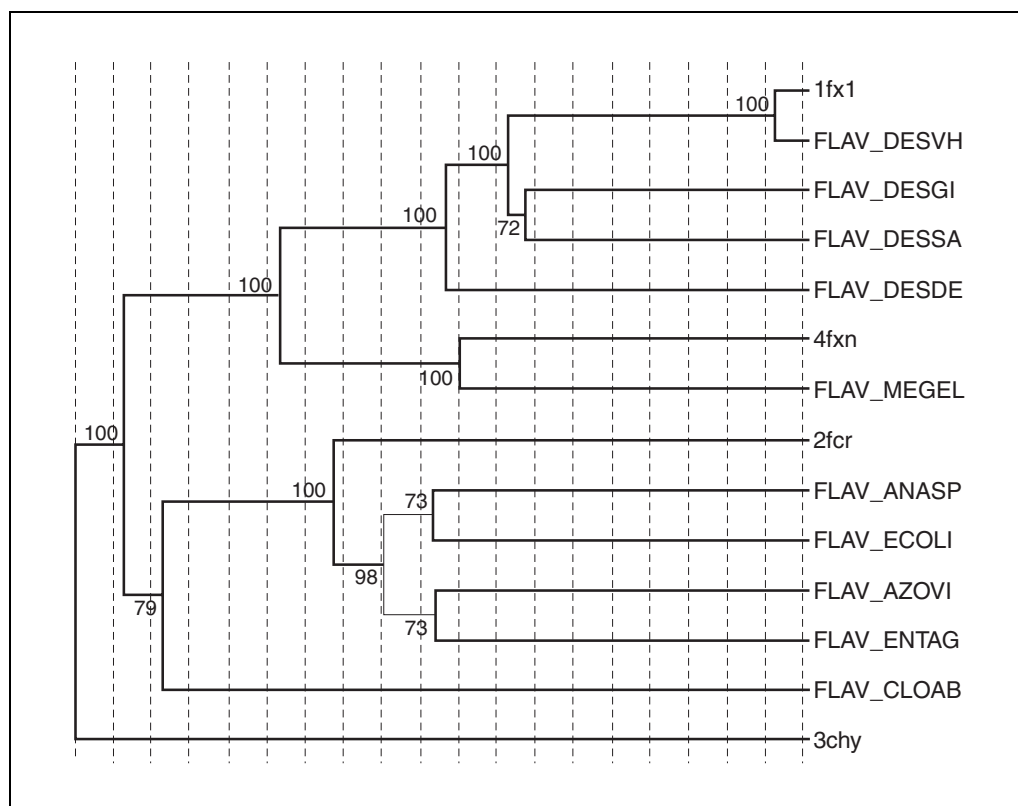 1fx1
100
FLAV_DESVH
100
FLAV_DESGI
100
72
FLAV_DESSA
100
FLAV_DESDE
4fxn
100
FLAV_MEGEL
100
2fcr
100
73
FLAV_ANASP
FLAV_ECOLI
98
FLAV_AZOVI
79
73
FLAV_ENTAG
FLAV_CLOAB
3chy